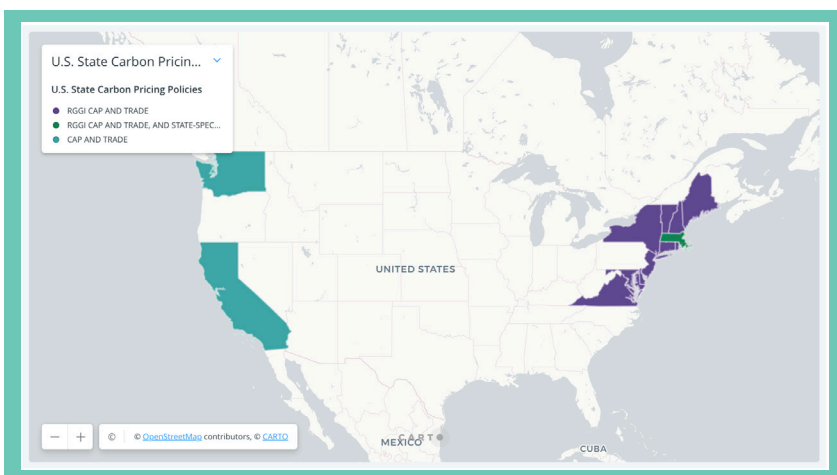 U.S. State Carbon Pricin...
U.S. State Carbon Pricing Policies
RGGI CAP AND TRADE
RGGI CAP AND TRADE, AND STATE-SPEC...
CAP AND TRADE
UNITED STATES
© © OpenStreetMap contributors, © CARTO
CARTO
MEXICO
CUBA